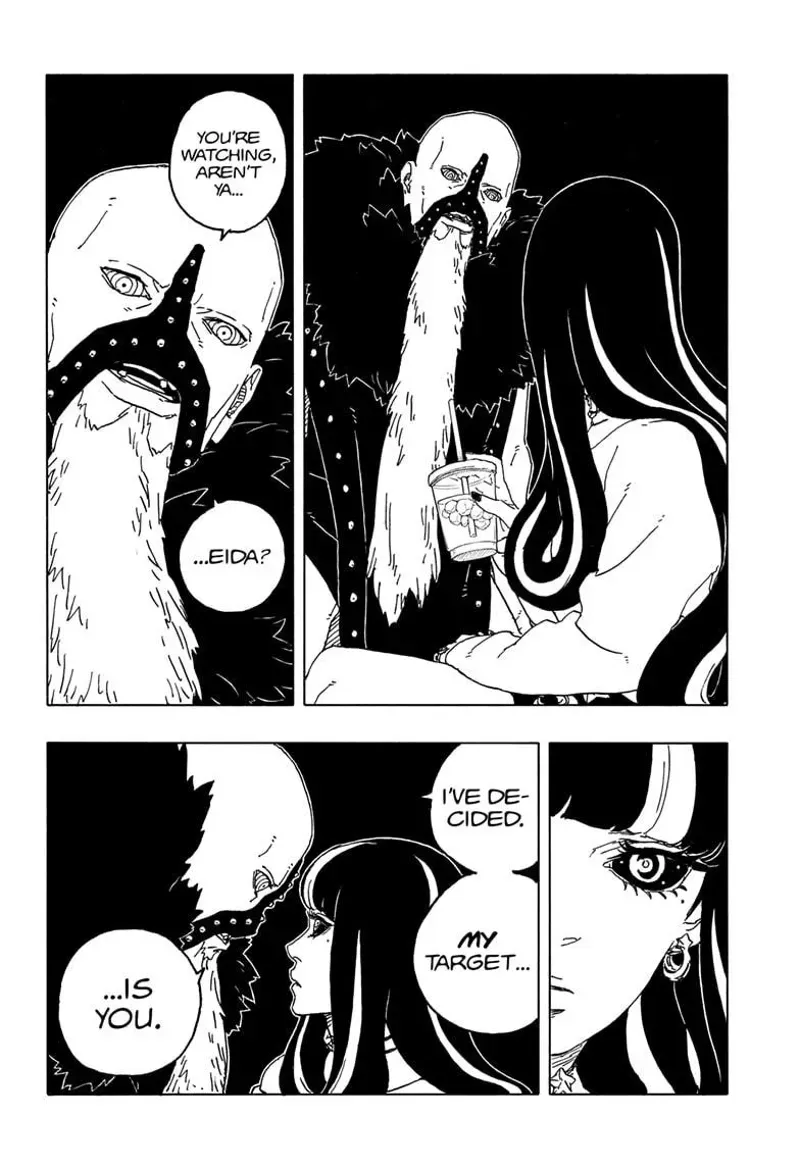 YOU'RE
WATCHING,
AREN'T
YA...
...EIDA?
I'VE DE-
CIDED.
MY
TARGET...
...IS
YOU.